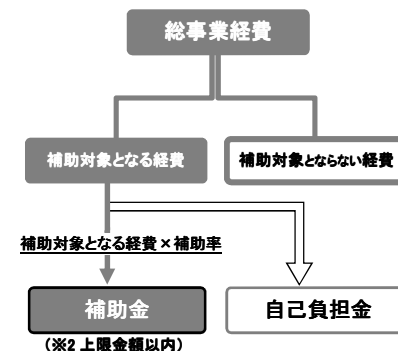 総事業経費
補助対象となる経費
補助対象とならない経費
補助対象となる経費×補助率
補助金
自己負担金
(※2 上限金額以内)